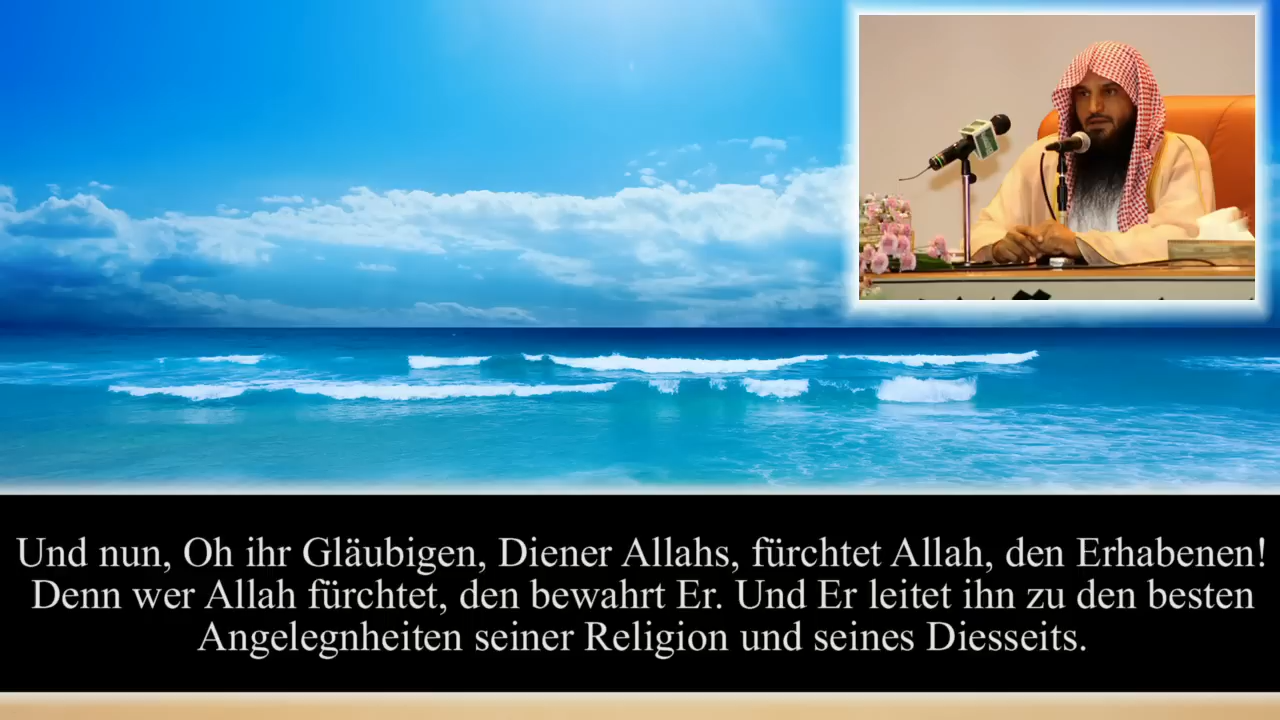 Und nun, Oh ihr Gläubigen, Diener Allahs, fürchtet Allah, den Erhabenen!
Denn wer Allah fürchtet, den bewahrt Er. Und Er leitet ihn zu den besten
Angelegnheiten seiner Religion und seines Diesseits.